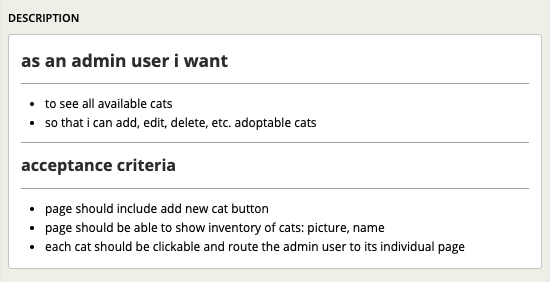 DESCRIPTION
as an admin user i want
to see all available cats
so that i can add, edit, delete, etc. adoptable cats
acceptance criteria
page should include add new cat button
page should be able to show inventory of cats: picture, name
each cat should be clickable and route the admin user to its individual page